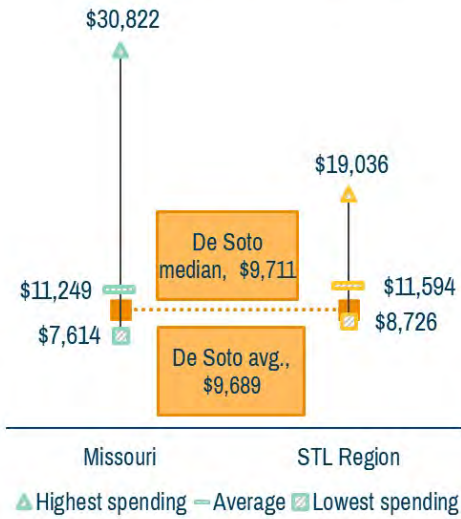 $30,822
$19,036
De Soto
median, $9,711
$11,249
$11,594
$7,614
$8,726
De Soto avg.,
$9,689
Missouri STL Region
Highest spending Average Lowest spending